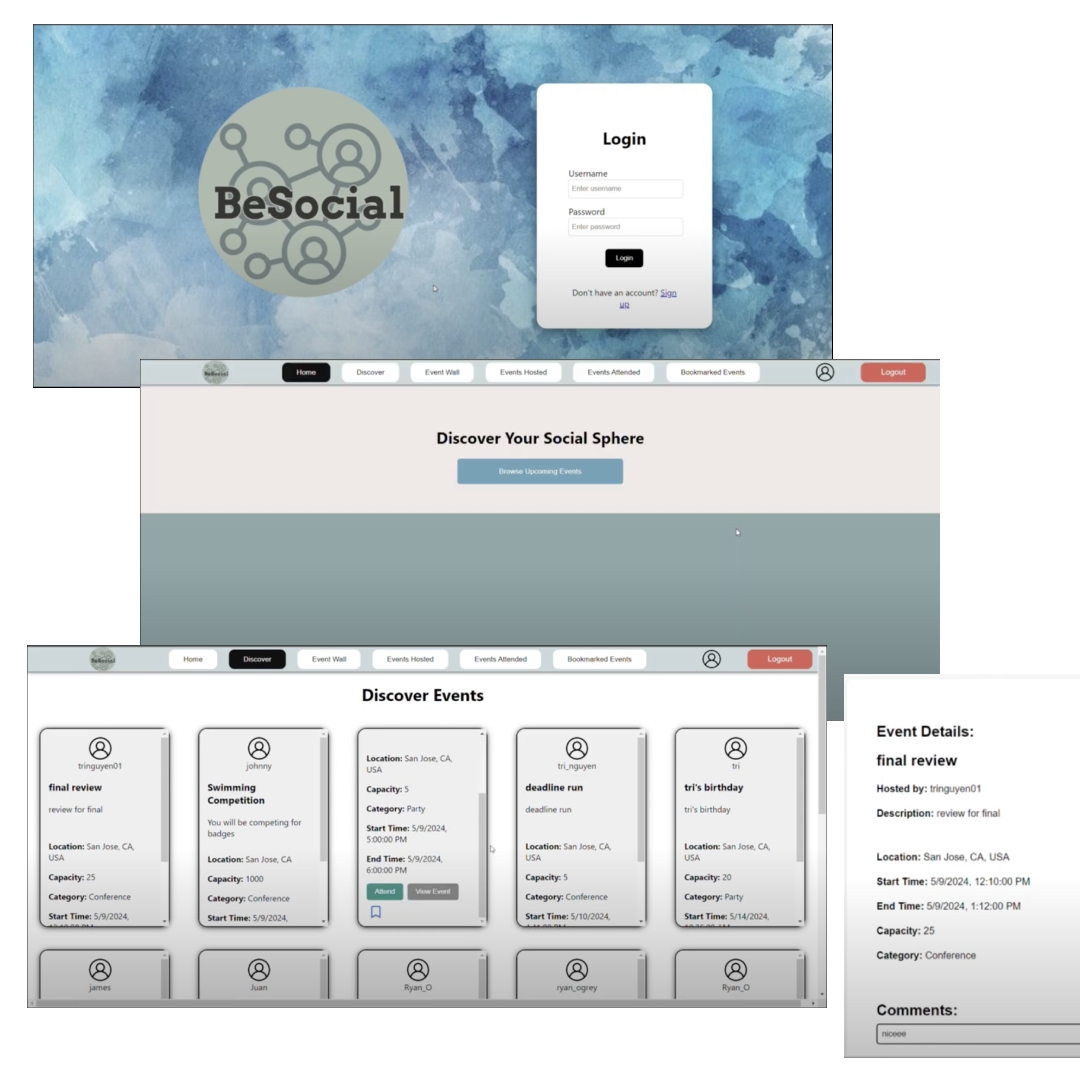 BeSocial
Login
Username
Enter username
Password
Enter password
Login
Don't have an account? Sign
up
BeSocial
Home
Discover
Event Wall
Events Hosted
Events Attended
Bookmarked Events
Logout
Discover Your Social Sphere
Browse Upcoming Events
BeSocial
Home
Discover
Event Wall
Events Hosted
Events Attended
Bookmarked Events
Logout
Discover Events
tringuyen01
final review
review for final
Location: San Jose, CA,
USA
Capacity: 25
Category: Conference
Start Time: 5/9/2024,
johnny
Swimming
Competition
You will be competing for
badges
Location: San Jose, CA
Capacity: 1000
Category: Conference
Start Time: 5/9/2024,
Location: San Jose, CA,
USA
Capacity: 5
Category: Party
Start Time: 5/9/2024,
5:00:00 PM
End Time: 5/9/2024,
6:00:00 PM
Attend
View Event
tri_nguyen
deadline run
deadline run
Location: San Jose, CA,
USA
Capacity: 5
Category: Conference
Start Time: 5/10/2024,
tri
tri's birthday
tri's birthday
Location: San Jose, CA,
USA
Capacity: 20
Category: Party
Start Time: 5/14/2024,
james
Juan
Ryan_O
ryan_ogrey
Ryan_O
Event Details:
final review
Hosted by: tringuyen01
Description: review for final
Location: San Jose, CA, USA
Start Time: 5/9/2024, 12:10:00 PM
End Time: 5/9/2024, 1:12:00 PM
Capacity: 25
Category: Conference
Comments:
niceee